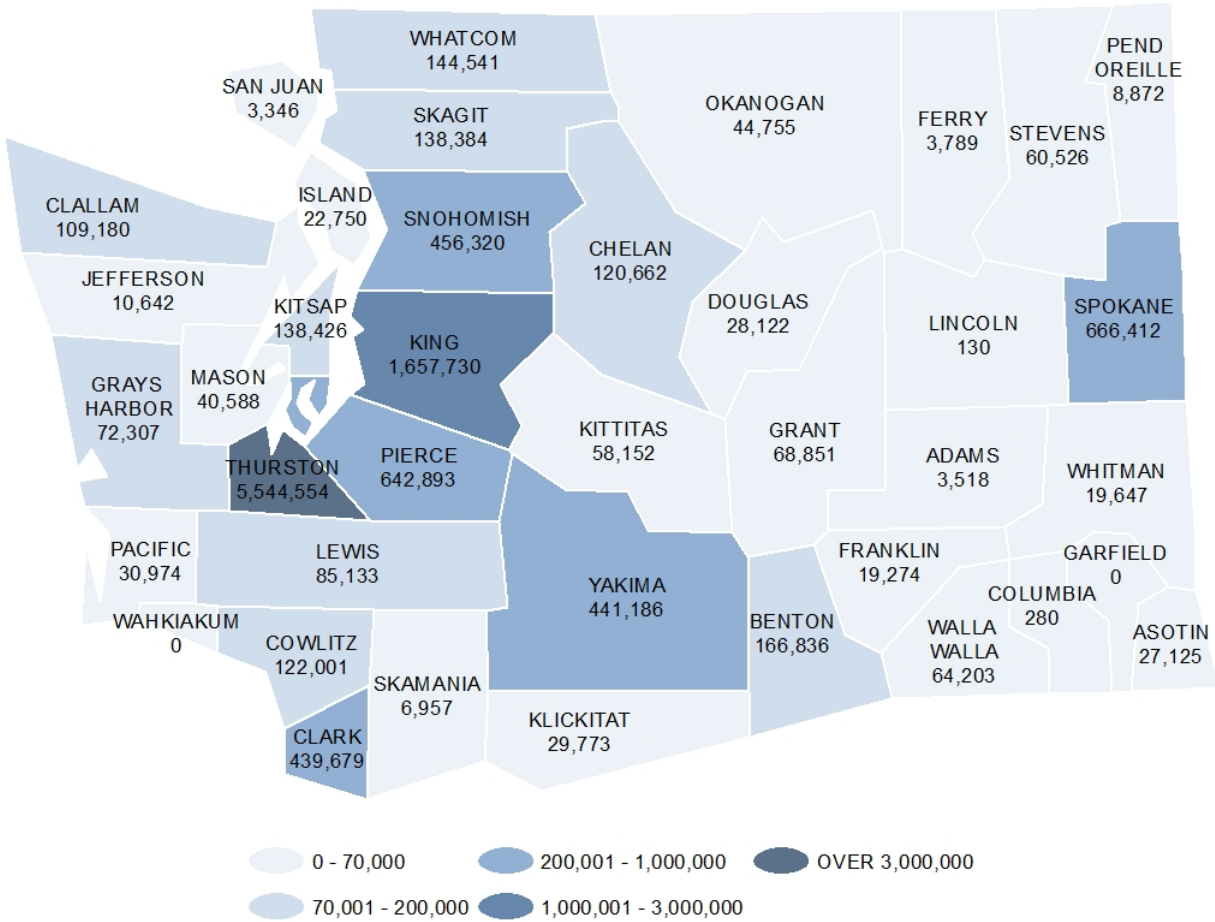 WHATCOM
144,541
SAN JUAN
3,346
SKAGIT
138,384
OKANOGAN
44,755
FERRY
3,789
STEVENS
60,526
PEND
OREILLE
8,872
CLALLAM
109,180
ISLAND
22,750
SNOHOMISH
456,320
CHELAN
120,662
JEFFERSON
10,642
KITSAP
138,426
KING
1,657,730
DOUGLAS
28,122
LINCOLN
130
SPOKANE
666,412
GRAYS
HARBOR
72,307
MASON
40,588
THURSTON
5,544,554
PIERCE
642,893
KITTITAS
58,152
GRANT
68,851
ADAMS
3,518
WHITMAN
19,647
PACIFIC
30,974
LEWIS
85,133
YAKIMA
441,186
FRANKLIN
19,274
GARFIELD
0
COLUMBIA
280
WAHKIAKUM
0
COWLITZ
122,001
BENTON
166,836
WALLA
WALLA
64,203
ASOTIN
27,125
SKAMANIA
6,957
KLICKITAT
29,773
CLARK
439,679
0 - 70,000
200,001 - 1,000,000
OVER 3,000,000
70,001 - 200,000
1,000,001 - 3,000,000